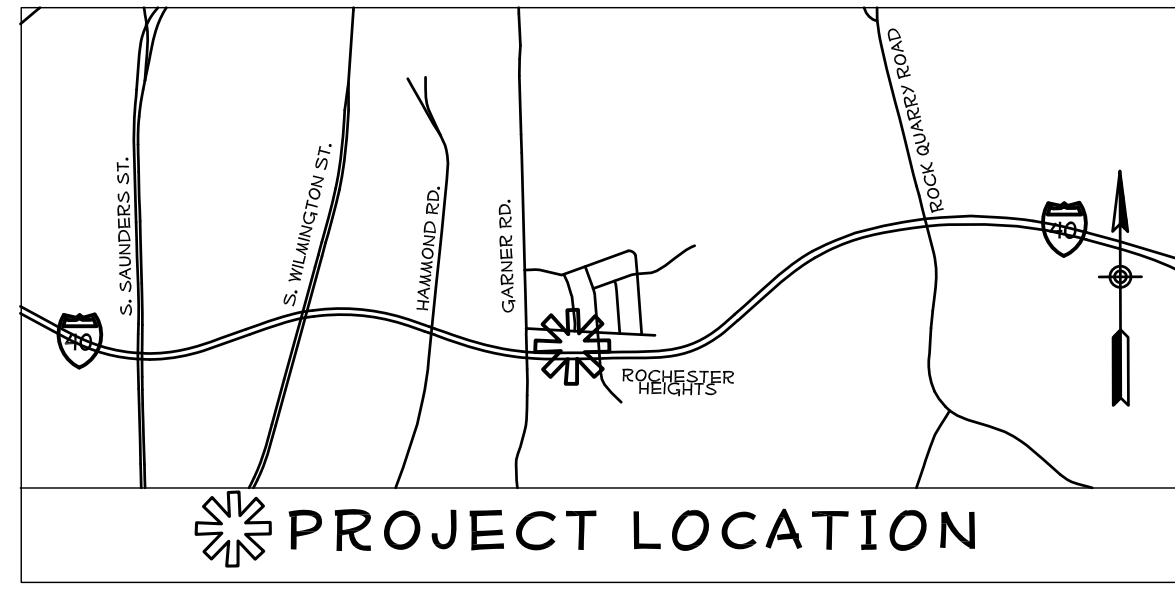 ROCK QUARRY ROAD
S. SAUNDERS ST.
S. WILMINGTON ST.
HAMMOND RD.
GARNER RD.
40
40
ROCHESTER
HEIGHTS
PROJECT LOCATION